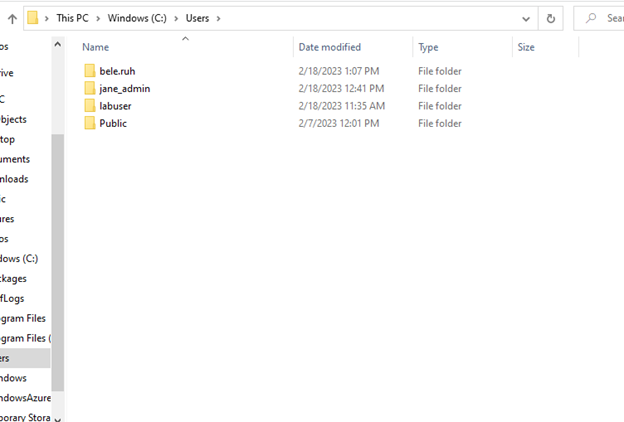 This PC > Windows (C:) > Users >
Sear
Name Date modified Type Size
bele.ruh 2/18/2023 1:07 PM File folder
jane_admin 2/18/2023 12:41 PM File folder
labuser 2/18/2023 11:35 AM File folder
Public 2/7/2023 12:01 PM File folder
os
rive
C
bjects
top
uments
nloads
ic
ures
os
dows (C:)
ckages
fLogs
gram Files
gram Files (
ers
ndows
ndowsAzure
porary Stora